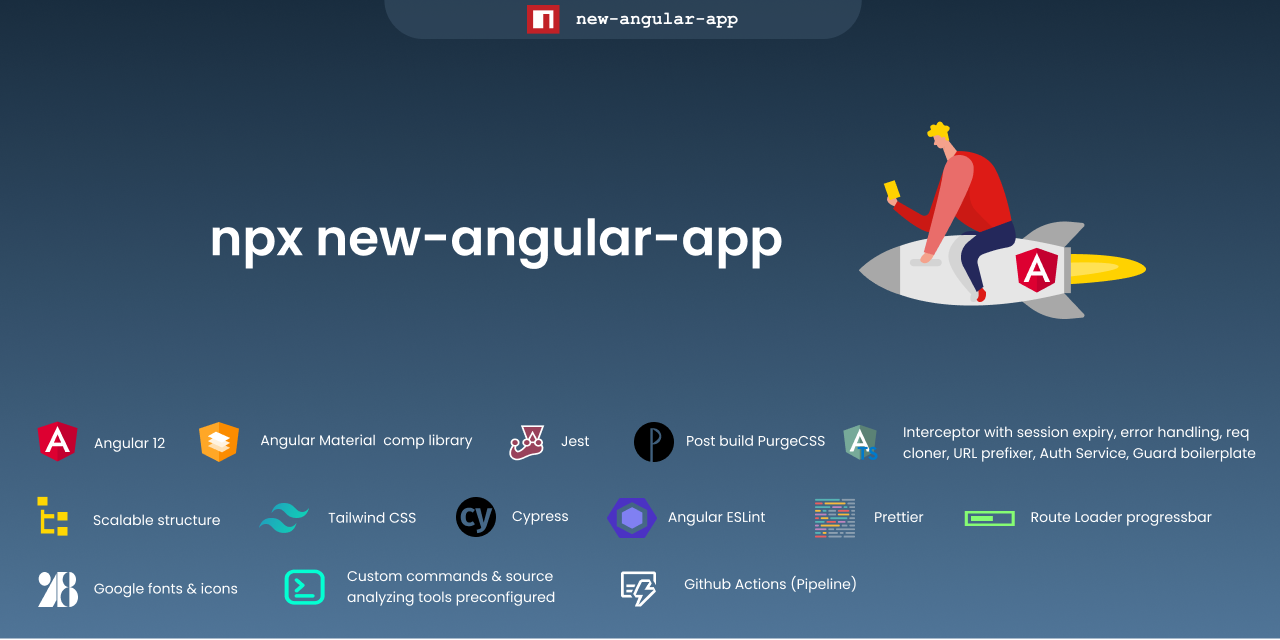 new-angular-app
npx new-angular-app
Angular 12
Angular Material  comp library
Jest
Post build PurgeCSS
Interceptor with session expiry, error handling, req
cloner, URL prefixer, Auth Service, Guard boilerplate
Scalable structure
Tailwind CSS
cy
Cypress
Angular ESLint
Prettier
Route Loader progressbar
Google fonts & icons
Custom commands & source
analyzing tools preconfigured
Github Actions (Pipeline)